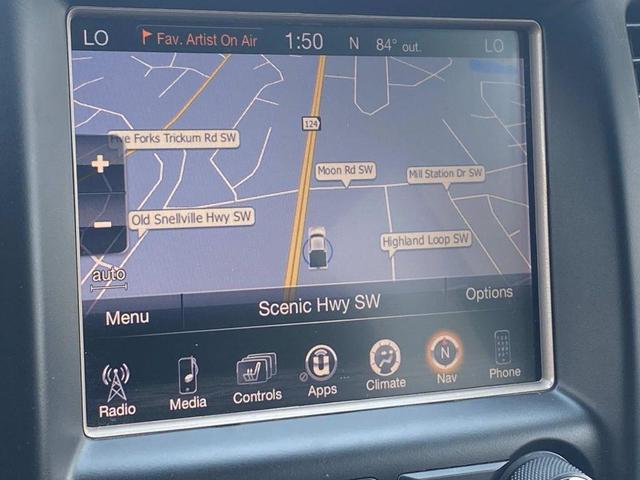 LO Fav. Artist On Air 1:50 N 84° out. LO
124
Five Forks Trickum Rd SW
Moon Rd SW
Mill Station Dr SW
Old Snellville Hwy SW
Highland Loop SW
auto
Menu Scenic Hwy SW Options
Radio Media Controls Apps Climate Nav Phone
N